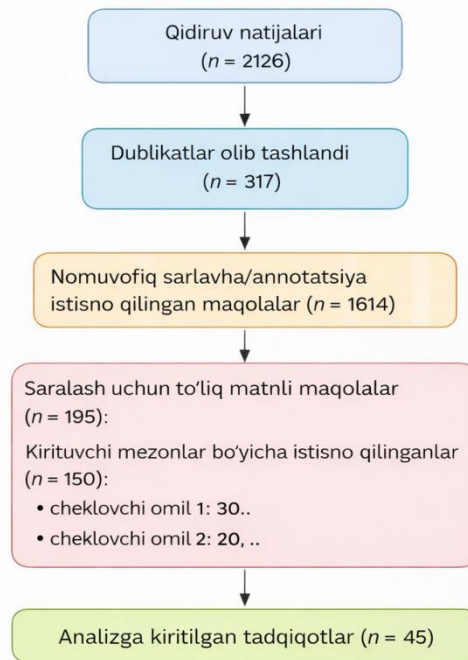 Qidiruv natijalari
(n = 2126)
Dublikatlar olib tashlandi
(n = 317)
Nomuvofiq sarlavha/annotatsiya
istisno qilingan maqolalar (n = 1614)
Saralash uchun to‘liq matnli maqolalar
(n = 195):
Kirituvchi mezonlar bo‘yicha istisno qilinganlar
(n = 150):
• cheklovchi omil 1: 30..
• cheklovchi omil 2: 20, ..
Analizga kiritilgan tadqiqotlar (n = 45)